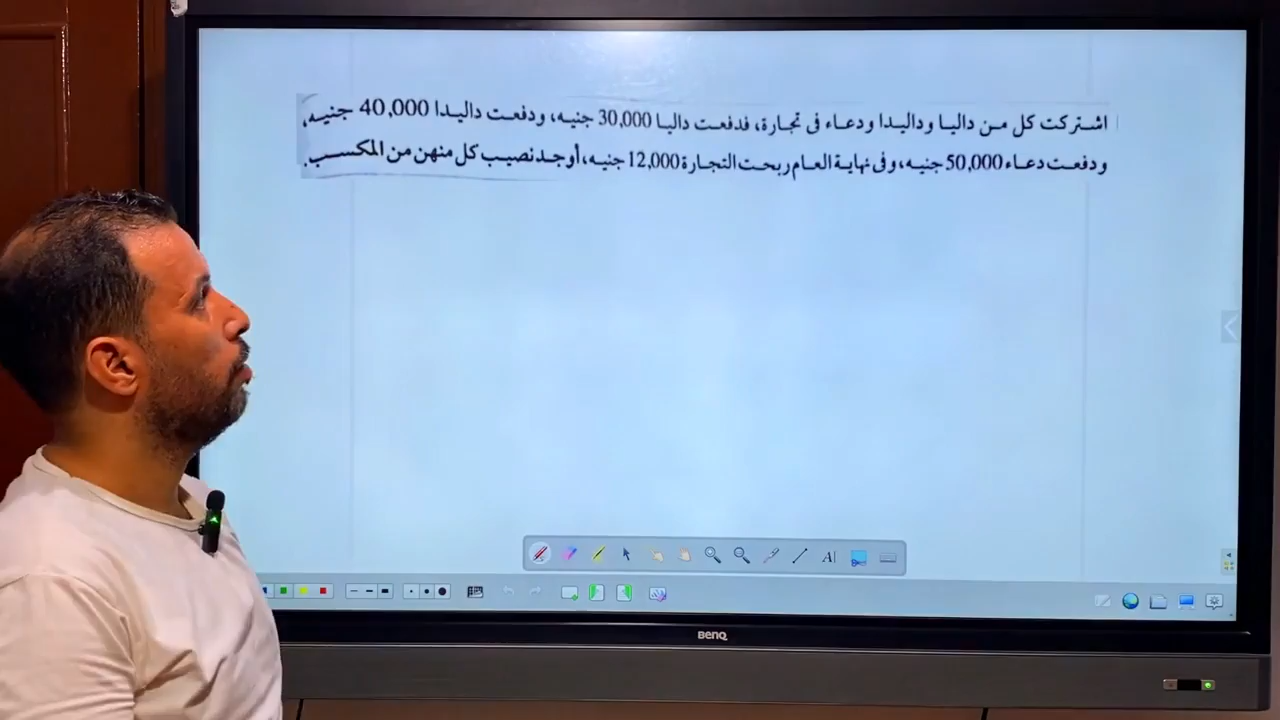 اشتركت كل من داليا وداليدا ودعاء فى تجارة، فدفعت داليا 30,000 جنيه، ودفعت داليدا 40,000 جنيه،
ودفعت دعاء 50,000 جنيه، وفى نهاية العام ربحت التجارة 12,000 جنيه، أوجد نصيب كل منهن من المكسب.
A
BenQ